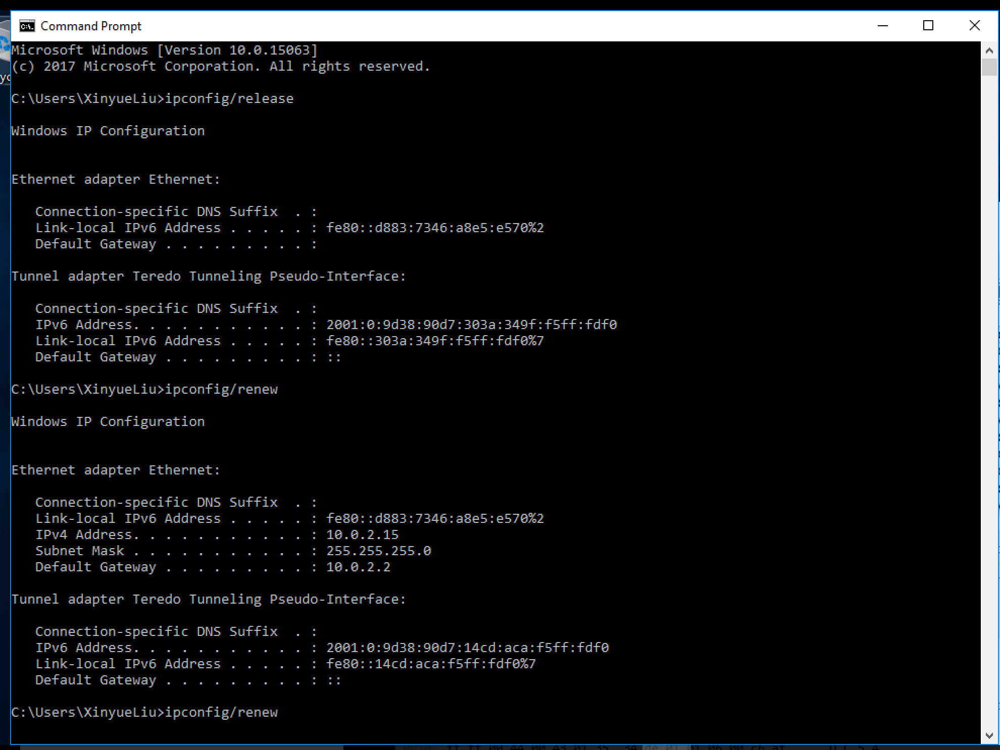 Command Prompt
Microsoft Windows [Version 10.0.15063]
(c) 2017 Microsoft Corporation. All rights reserved.
C:\Users\XinyueLiu>ipconfig/release
Windows IP Configuration
Ethernet adapter Ethernet:
Connection-specific DNS Suffix  . :
Link-local IPv6 Address . . . . . : fe80::d883:7346:a8e5:e570%2
Default Gateway . . . . . . . . . :
Tunnel adapter Teredo Tunneling Pseudo-Interface:
Connection-specific DNS Suffix  . :
IPv6 Address. . . . . . . . . . . : 2001:0:9d38:90d7:303a:349f:f5ff:fdf0
Link-local IPv6 Address . . . . . : fe80::303a:349f:f5ff:fdf0%7
Default Gateway . . . . . . . . . : ::
C:\Users\XinyueLiu>ipconfig/renew
Windows IP Configuration
Ethernet adapter Ethernet:
Connection-specific DNS Suffix  . :
Link-local IPv6 Address . . . . . : fe80::d883:7346:a8e5:e570%2
IPv4 Address. . . . . . . . . . . : 10.0.2.15
Subnet Mask . . . . . . . . . . . : 255.255.255.0
Default Gateway . . . . . . . . . : 10.0.2.2
Tunnel adapter Teredo Tunneling Pseudo-Interface:
Connection-specific DNS Suffix  . :
IPv6 Address. . . . . . . . . . . : 2001:0:9d38:90d7:14cd:aca:f5ff:fdf0
Link-local IPv6 Address . . . . . : fe80::14cd:aca:f5ff:fdf0%7
Default Gateway . . . . . . . . . : ::
C:\Users\XinyueLiu>ipconfig/renew